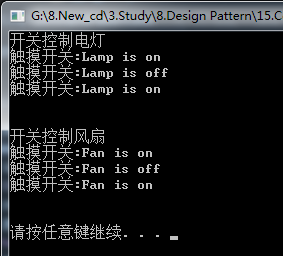 G:\8.New_cd\3.Study\8.Design Pattern\15.C
开关控制电灯
触摸开关:Lamp is on
触摸开关:Lamp is off
触摸开关:Lamp is on
开关控制风扇
触摸开关:Fan is on
触摸开关:Fan is off
触摸开关:Fan is on
请按任意键继续. . .